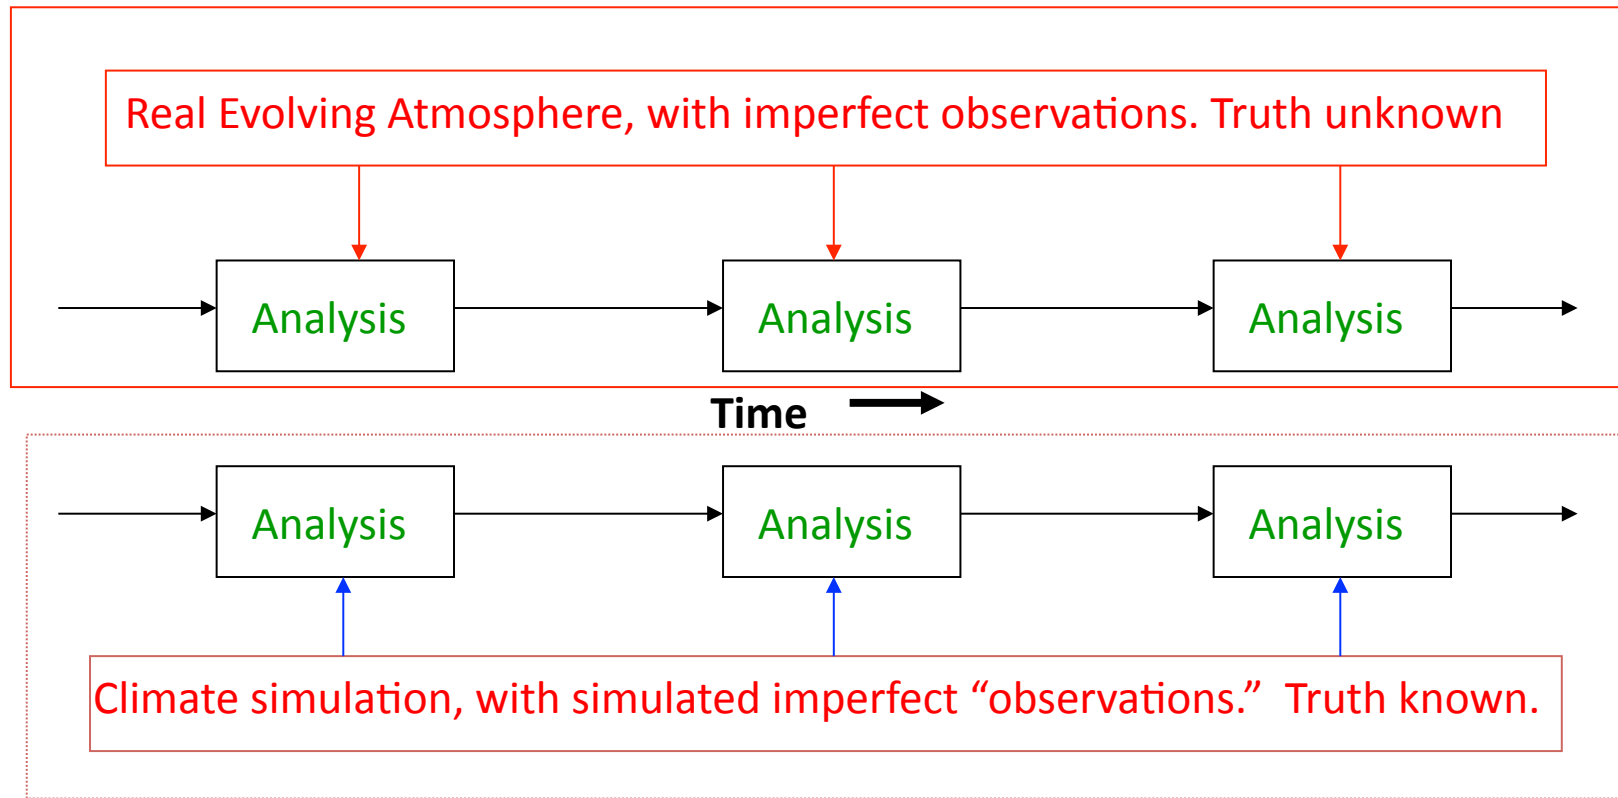 Real Evolving Atmosphere, with imperfect observations. Truth unknown
Analysis
Analysis
Analysis
Time
Analysis
Analysis
Analysis
Climate simulation, with simulated imperfect “observations.” Truth known.